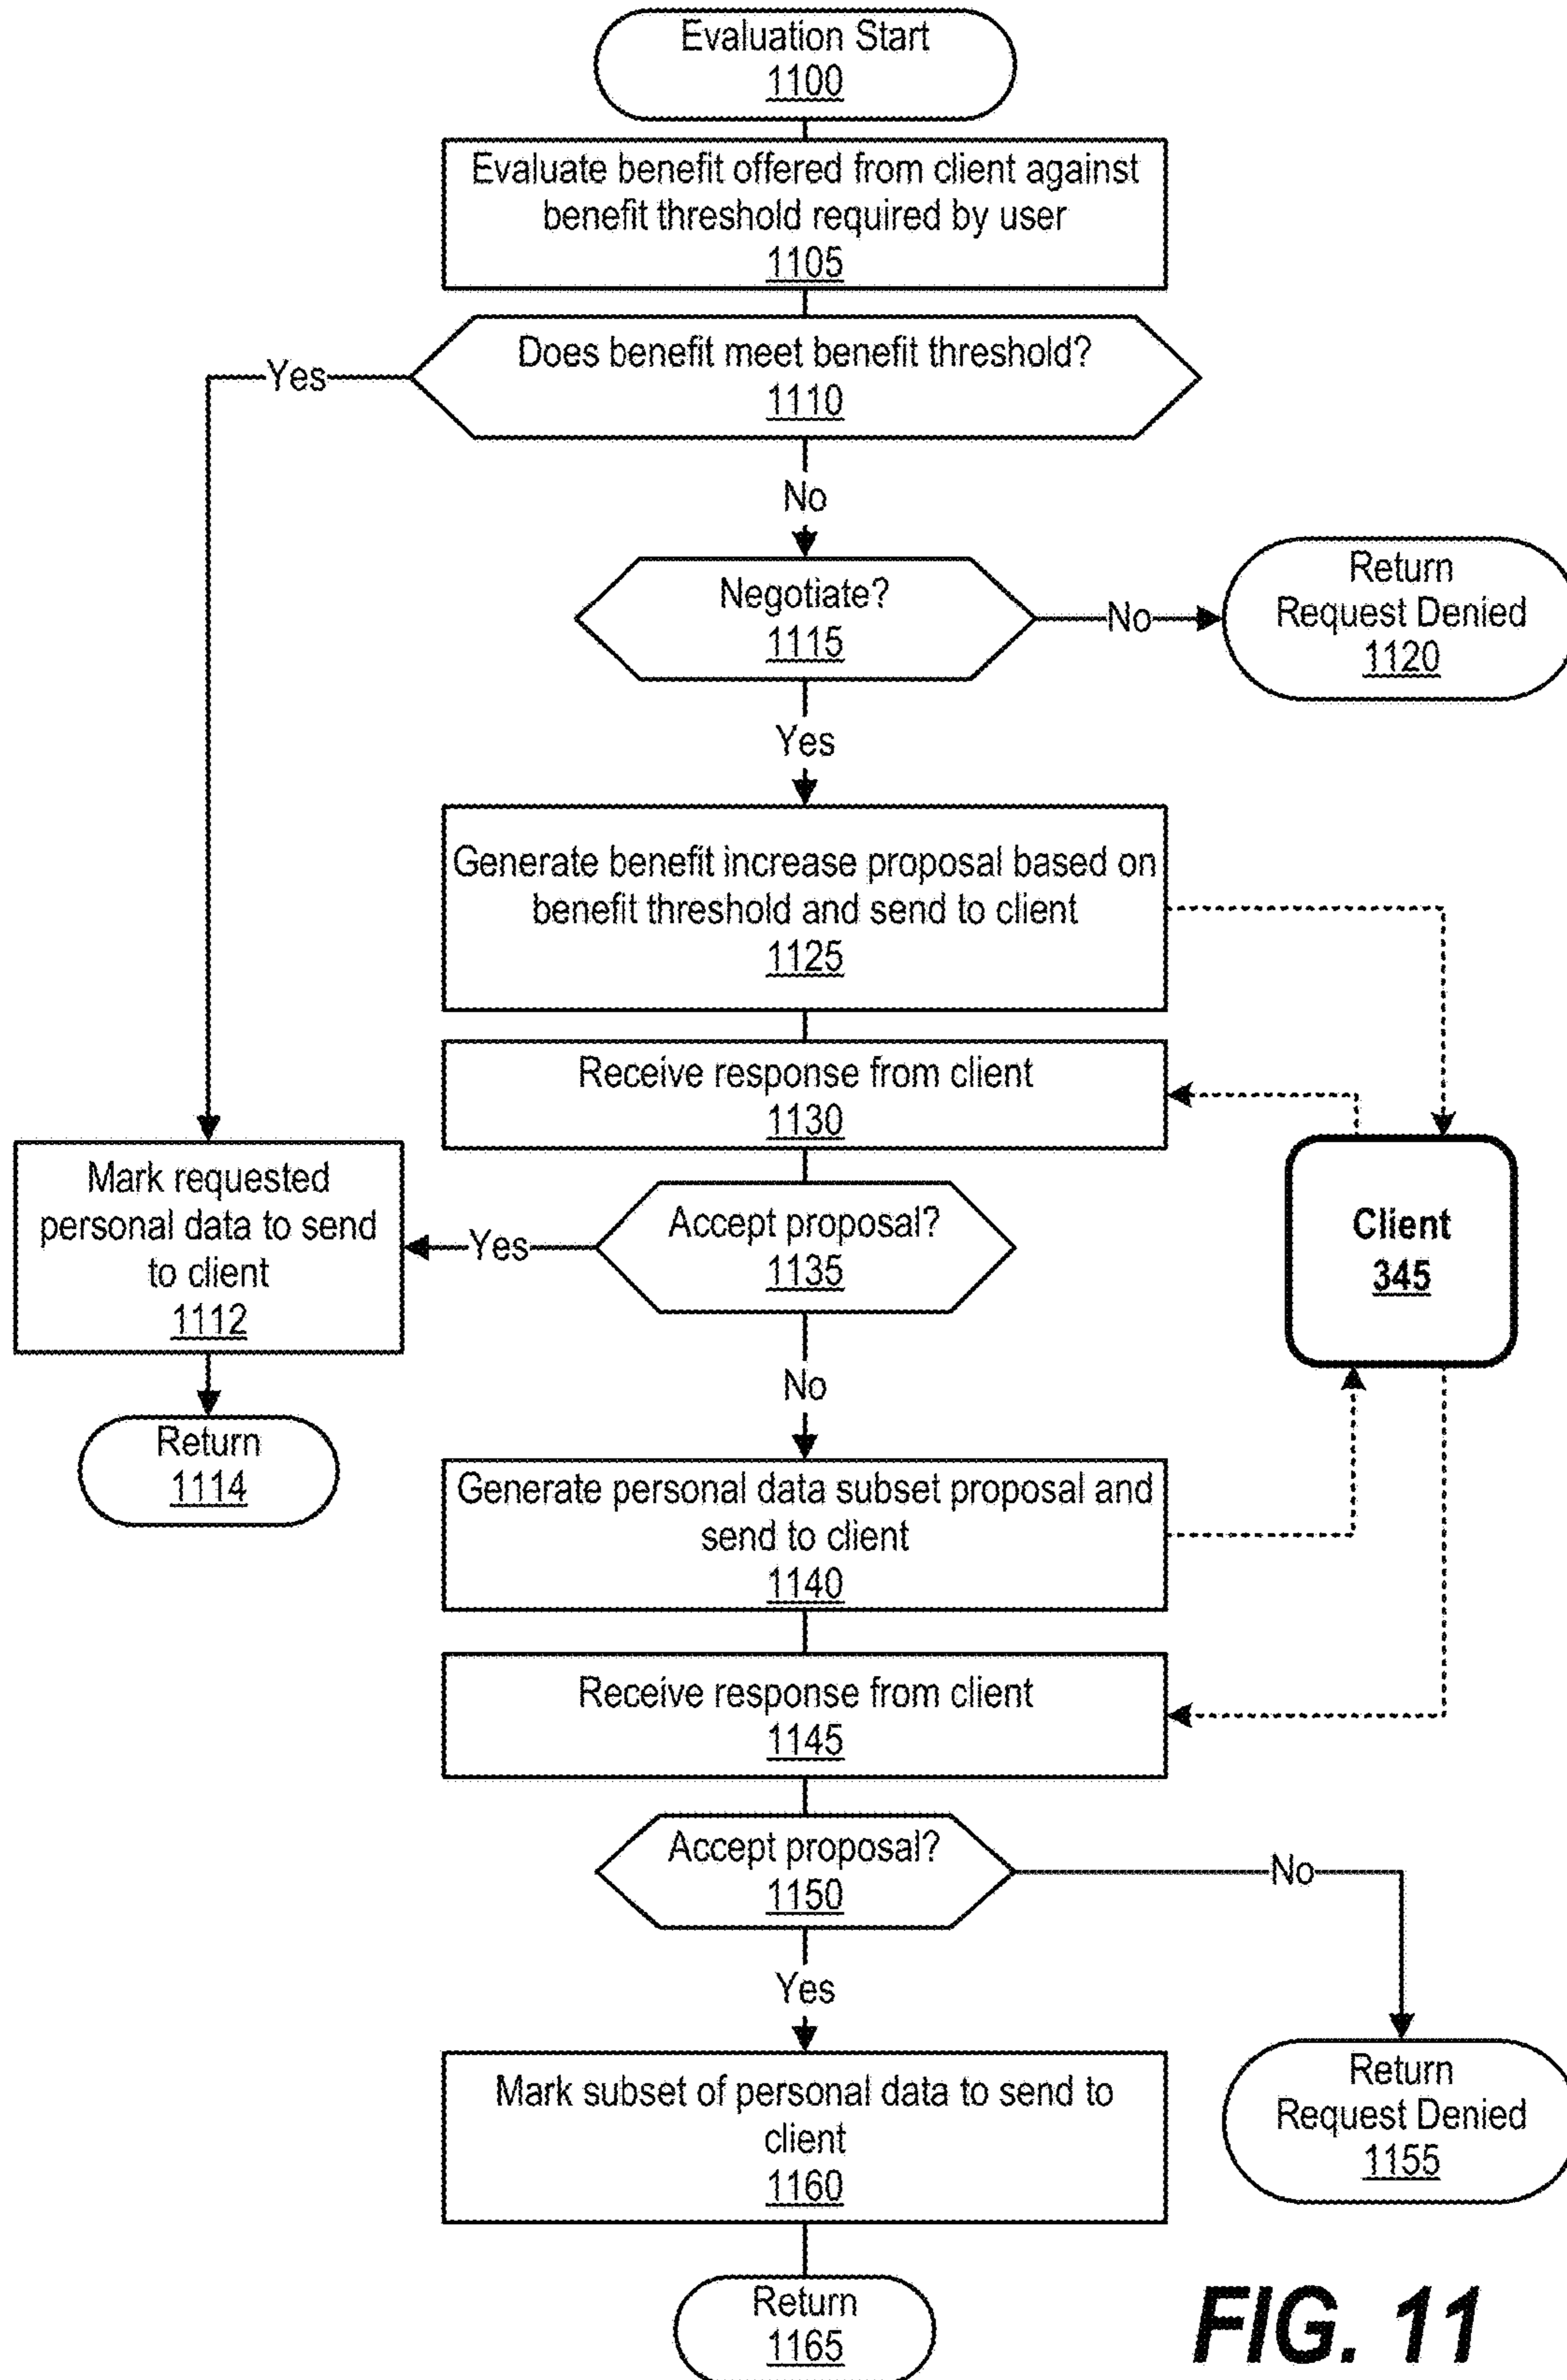 Evaluation Start
1100
Evaluate benefit offered from client against
benefit threshold required by user
1105
Does benefit meet benefit threshold?
1110
Yes
No
Negotiate?
1115
No
Return
Request Denied
1120
Yes
Generate benefit increase proposal based on
benefit threshold and send to client
1125
Receive response from client
1130
Mark requested
personal data to send
to client
1112
Yes
Accept proposal?
1135
Client
345
No
Return
1114
Generate personal data subset proposal and
send to client
1140
Receive response from client
1145
Accept proposal?
1150
No
Yes
Return
Request Denied
1155
Mark subset of personal data to send to
client
1160
Return
1165
FIG. 11